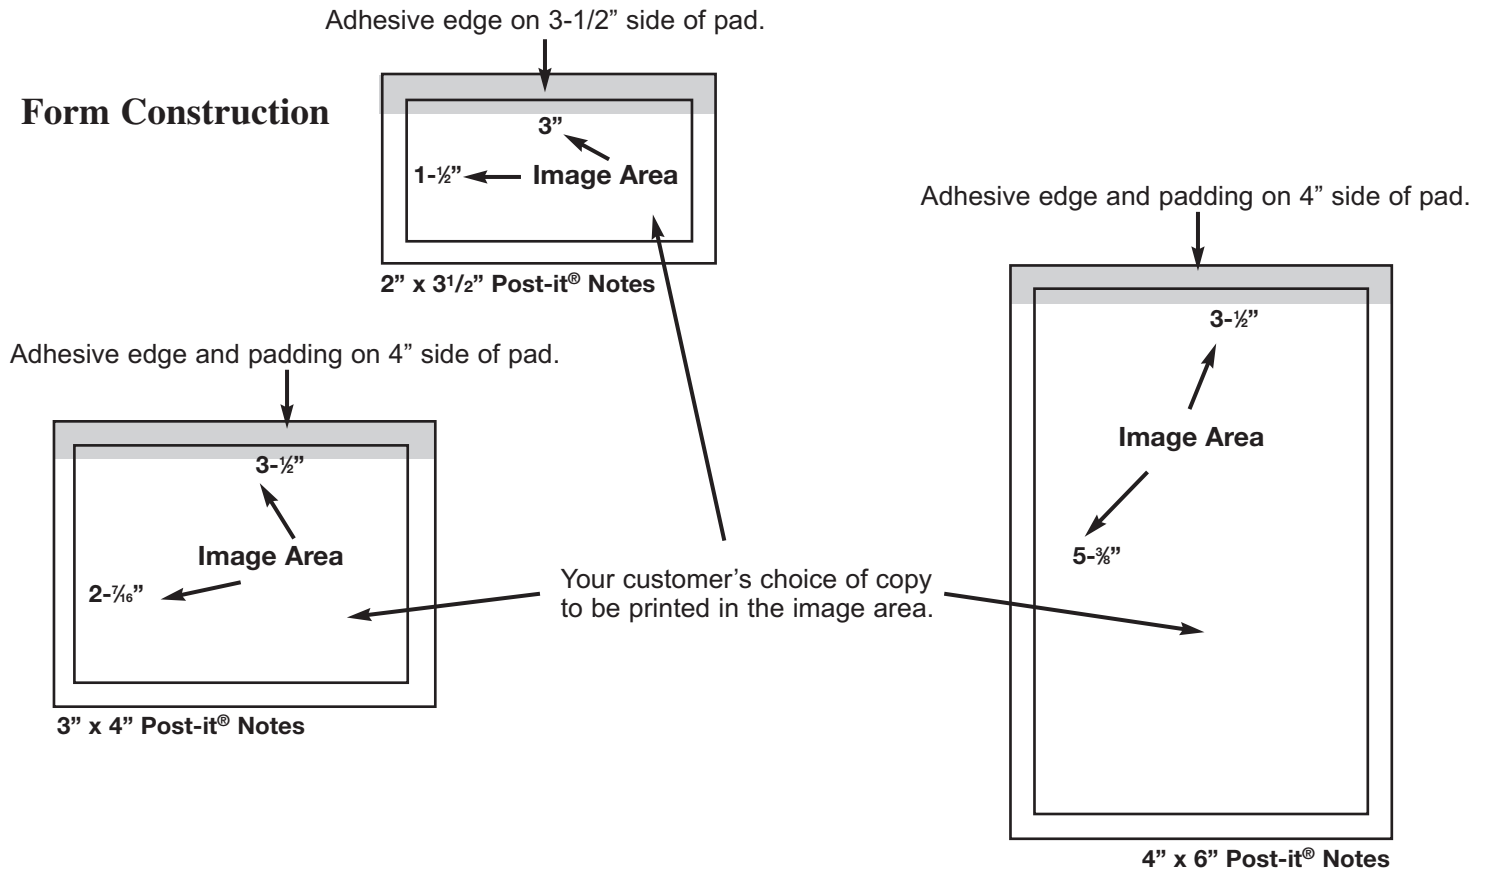 Adhesive edge on 3-1/2” side of pad.
Form Construction
3”
1-½”
Image Area
2” x 3¹/₂” Post-it® Notes
Adhesive edge and padding on 4” side of pad.
3-½”
Image Area
5-⅜”
4” x 6” Post-it® Notes
Adhesive edge and padding on 4” side of pad.
3-½”
Image Area
2-⁷⁄₁₆”
3” x 4” Post-it® Notes
Your customer’s choice of copy
to be printed in the image area.